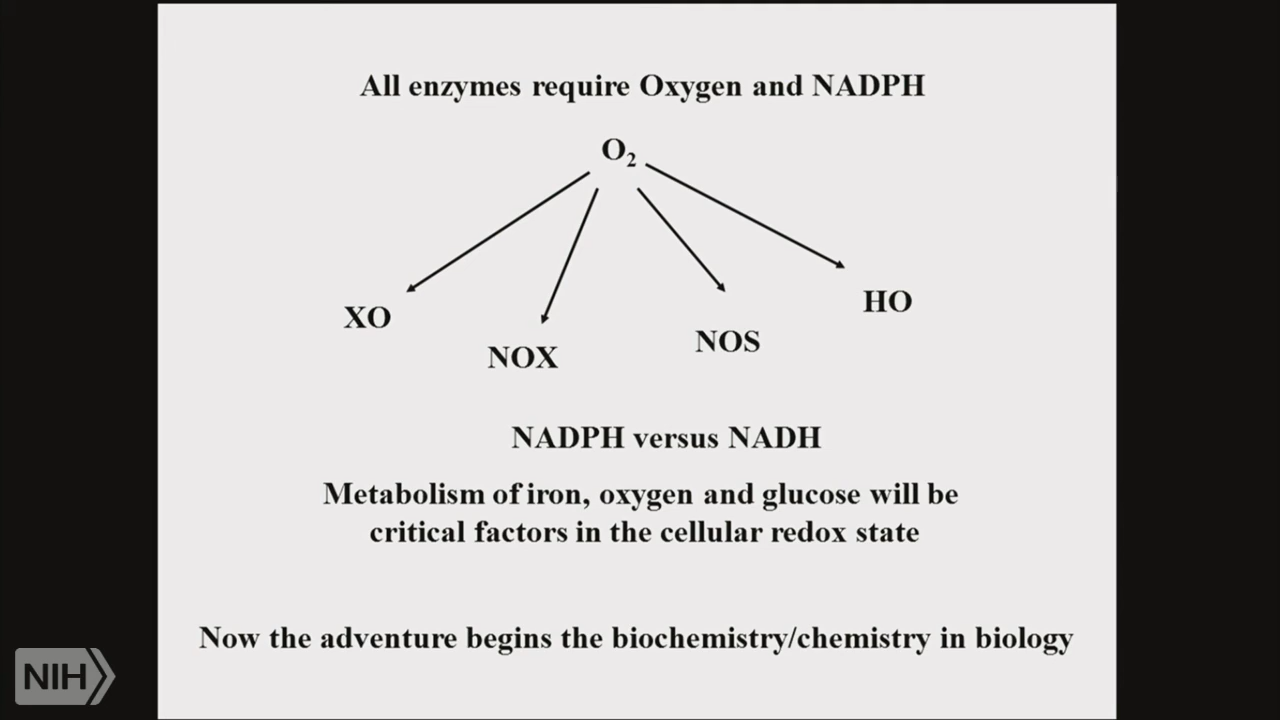 All enzymes require Oxygen and NADPH
O₂
XO
NOX
NOS
HO
NADPH versus NADH
Metabolism of iron, oxygen and glucose will be
critical factors in the cellular redox state
Now the adventure begins the biochemistry/chemistry in biology
NIH